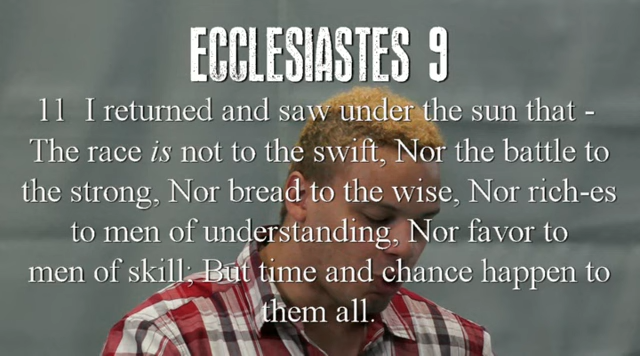 ECCLESIASTES 9
11 I returned and saw under the sun that -
The race is not to the swift, Nor the battle to
the strong, Nor bread to the wise, Nor rich-es
to men of understanding, Nor favor to
men of skill; But time and chance happen to
them all.